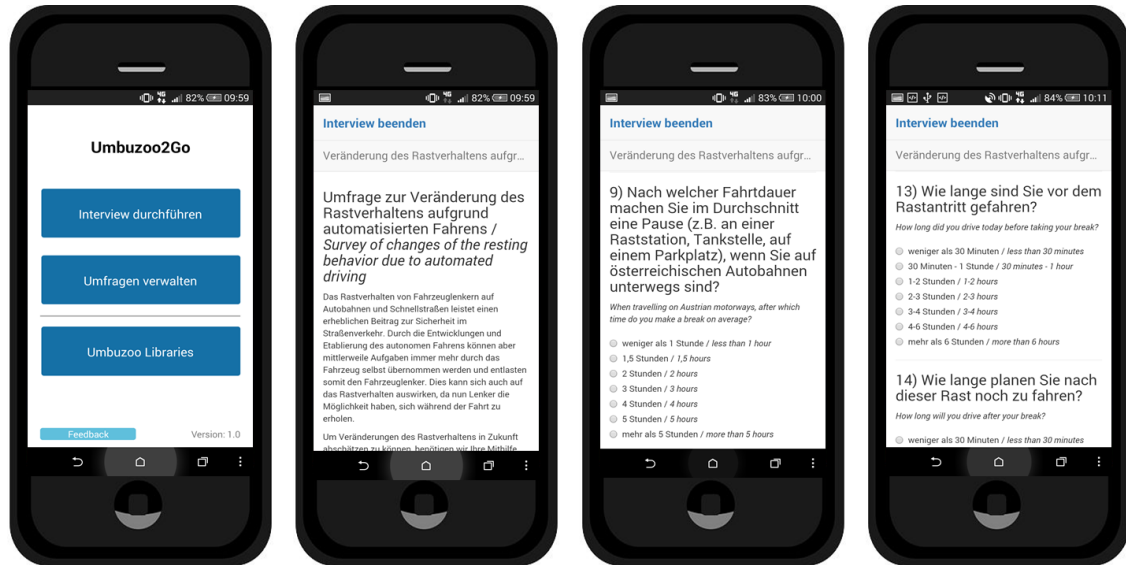 82% 09:59
Umbuzoo2Go
Interview durchführen
Umfragen verwalten
Umbuzoo Libraries
Feedback
Version: 1.0
82% 09:59
Interview beenden
Veränderung des Rastverhaltens aufgr...
Umfrage zur Veränderung des
Rastverhaltens aufgrund
automatisierten Fahrens /
Survey of changes of the resting
behavior due to automated
driving
Das Rastverhalten von Fahrzeuglenkern auf
Autobahnen und Schnellstraßen leistet einen
erheblichen Beitrag zur Sicherheit im
Straßenverkehr. Durch die Entwicklungen und
Etablierung des autonomen Fahrens können aber
mittlerweile Aufgaben immer mehr durch das
Fahrzeug selbst übernommen werden und entlasten
somit den Fahrzeuglenker. Dies kann sich auch auf
das Rastverhalten auswirken, da nun Lenker die
Möglichkeit haben, sich während der Fahrt zu
erholen.
Um Veränderungen des Rastverhaltens in Zukunft
abschätzen zu können, benötigen wir Ihre Mithilfe
83% 10:00
Interview beenden
Veränderung des Rastverhaltens aufgr...
9) Nach welcher Fahrtdauer
machen Sie im Durchschnitt
eine Pause (z.B. an einer
Raststation, Tankstelle, auf
einem Parkplatz), wenn Sie auf
österreichischen Autobahnen
unterwegs sind?
When travelling on Austrian motorways, after which
time do you make a break on average?
weniger als 1 Stunde / less than 1 hour
1,5 Stunden / 1,5 hours
2 Stunden / 2 hours
3 Stunden / 3 hours
4 Stunden / 4 hours
5 Stunden / 5 hours
mehr als 5 Stunden / more than 5 hours
84% 10:11
Interview beenden
Veränderung des Rastverhaltens aufgr...
13) Wie lange sind Sie vor dem
Rastantritt gefahren?
How long did you drive today before taking your break?
weniger als 30 Minuten / less than 30 minutes
30 Minuten - 1 Stunde / 30 minutes - 1 hour
1-2 Stunden / 1-2 hours
2-3 Stunden / 2-3 hours
3-4 Stunden / 3-4 hours
4-6 Stunden / 4-6 hours
mehr als 6 Stunden / more than 6 hours
14) Wie lange planen Sie nach
dieser Rast noch zu fahren?
How long will you drive after your break?
weniger als 30 Minuten / less than 30 minutes